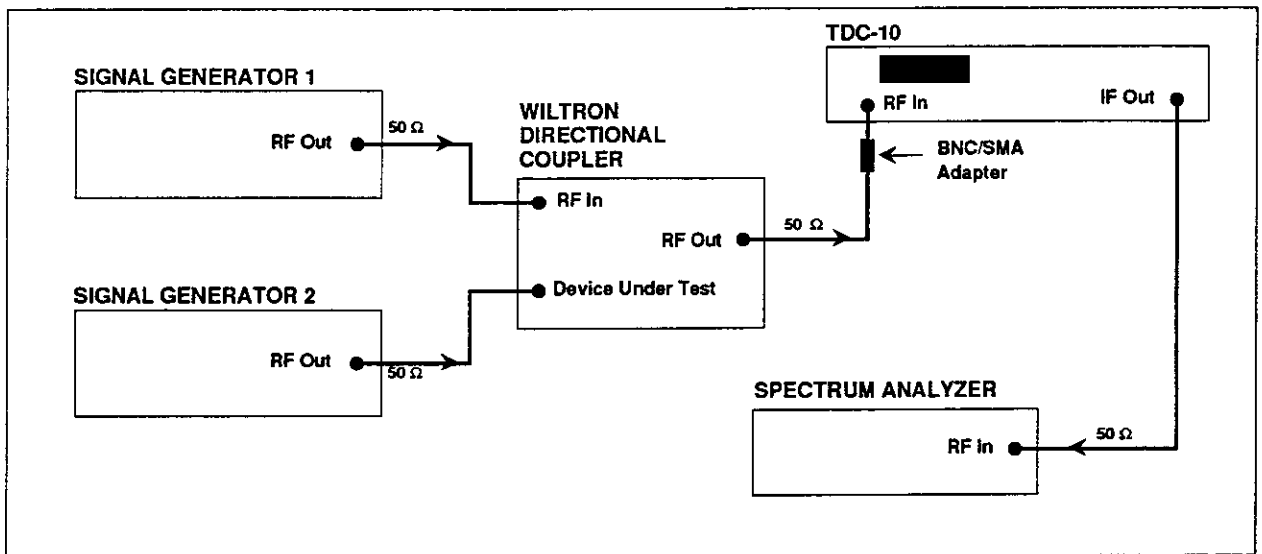 TDC-10
RF In
IF Out
BNC/SMA
Adapter
SIGNAL GENERATOR 1
RF Out
50 Ω
WILTRON
DIRECTIONAL
COUPLER
RF In
RF Out
Device Under Test
50 Ω
SIGNAL GENERATOR 2
RF Out
50 Ω
SPECTRUM ANALYZER
RF In
50 Ω